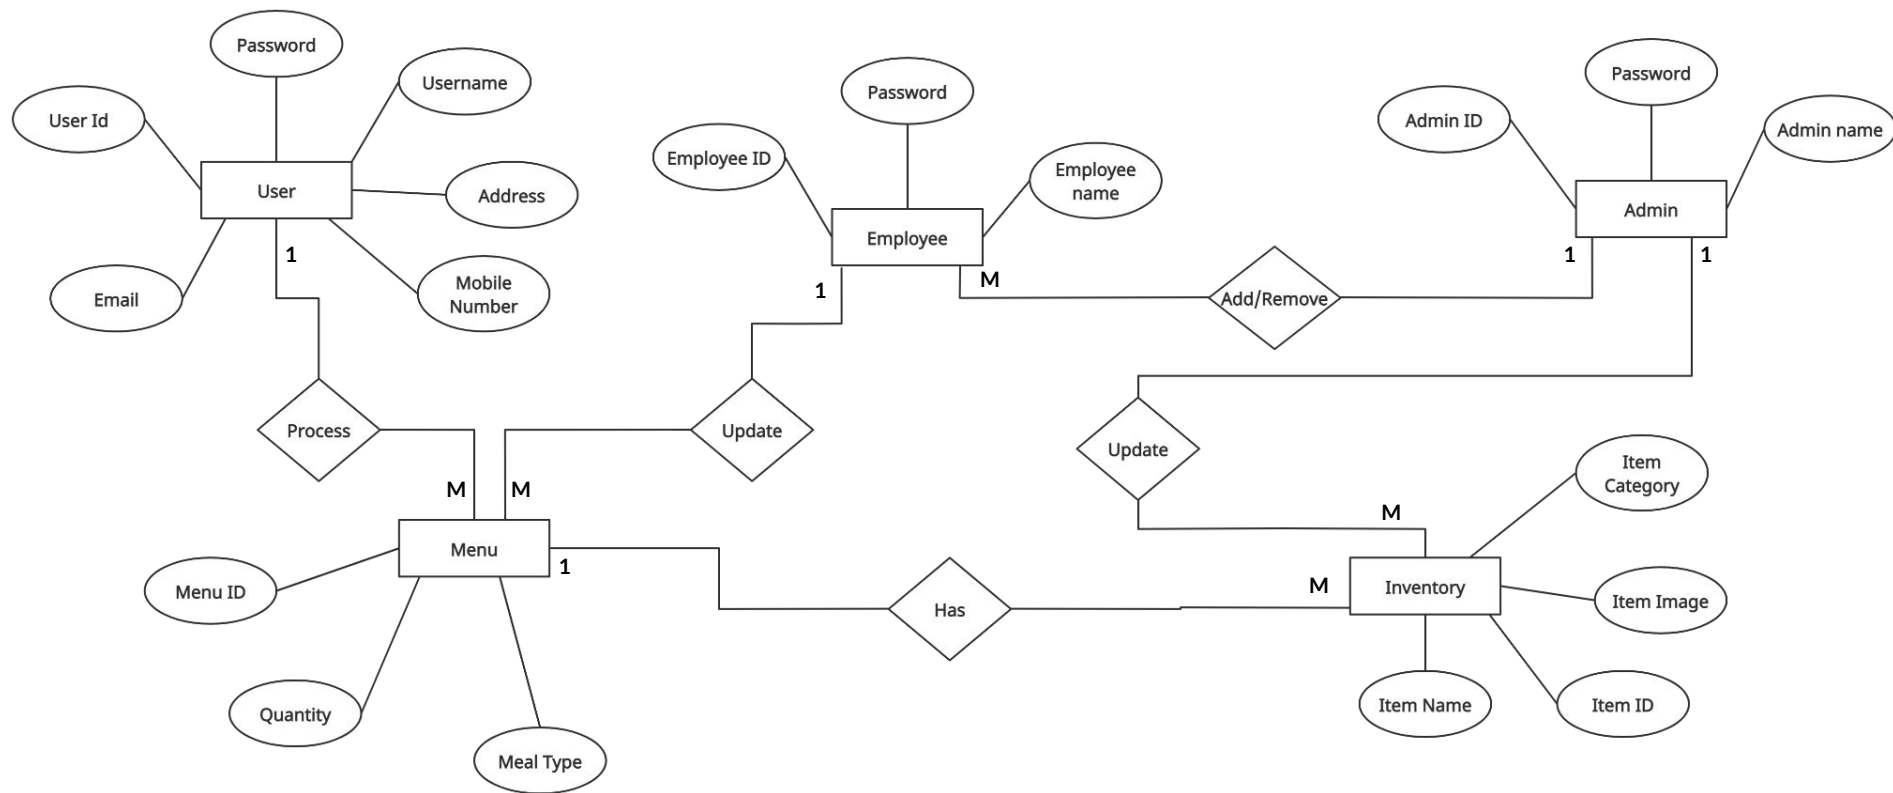 Password
Username
User Id
User
Address
Email
Mobile
Number
1
Process
M
Password
Employee ID
Employee
name
Employee
1
M
Update
M
Password
Admin ID
Admin name
Admin
1
1
Add/Remove
Update
M
Menu
1
Menu ID
Quantity
Meal Type
Has
M
Inventory
Item
Category
Item Image
Item Name
Item ID